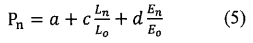 Pₙ = a + c Lₙ/Lₒ + d Eₙ/Eₒ (5)